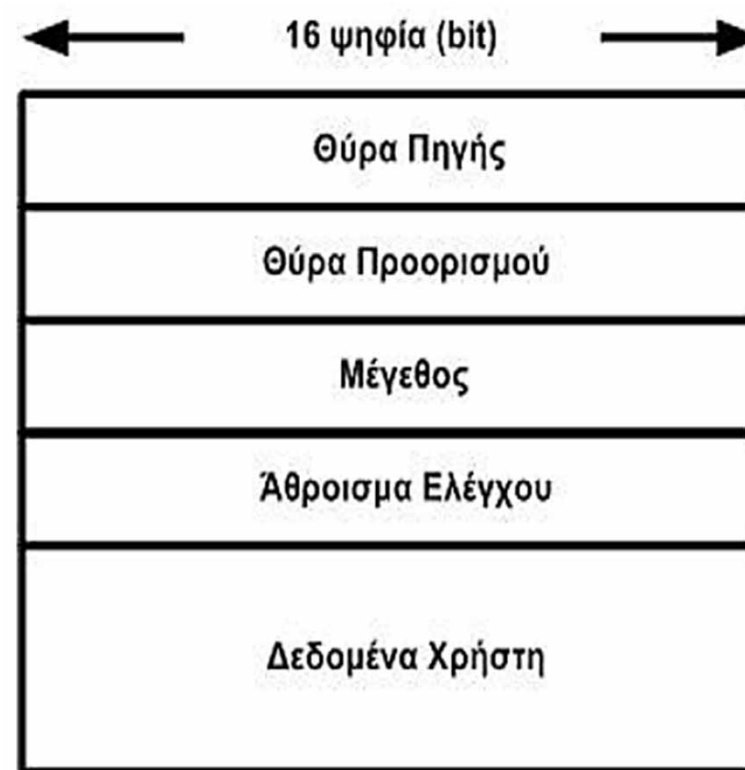 16 ψηφία (bit)
Θύρα Πηγής
Θύρα Προορισμού
Μέγεθος
Άθροισμα Ελέγχου
Δεδομένα Χρήστη